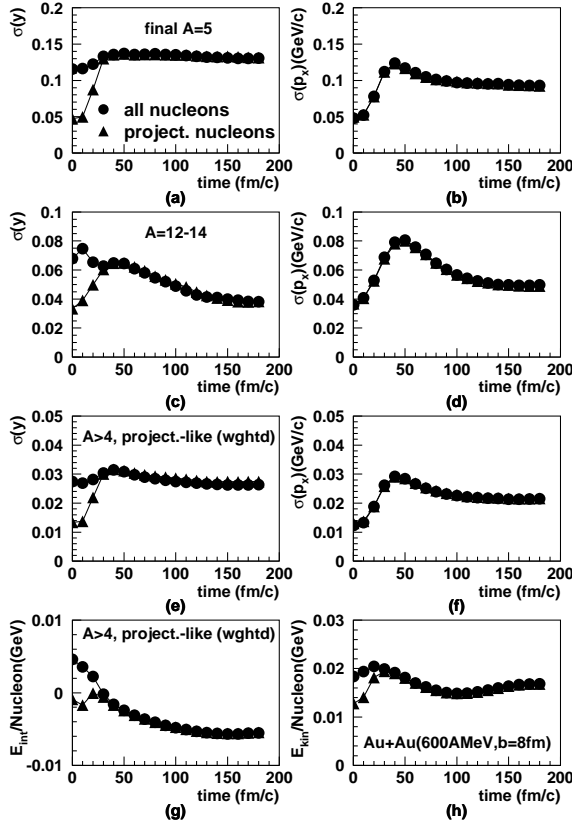 σ(y)
0.2
0.15
0.1
0.05
0
final A=5
all nucleons
project. nucleons
0 50 100 150 200
time (fm/c)
(a)
σ(pₓ)(GeV/c)
0.2
0.15
0.1
0.05
0
0 50 100 150 200
time (fm/c)
(b)
σ(y)
0.1
0.08
0.06
0.04
0.02
0
A=12-14
0 50 100 150 200
time (fm/c)
(c)
σ(pₓ)(GeV/c)
0.1
0.08
0.06
0.04
0.02
0
0 50 100 150 200
time (fm/c)
(d)
σ(y)
0.05
0.04
0.03
0.02
0.01
0
A>4, project.-like (wghtd)
0 50 100 150 200
time (fm/c)
(e)
σ(pₓ)(GeV/c)
0.05
0.04
0.03
0.02
0.01
0
0 50 100 150 200
time (fm/c)
(f)
E_int/Nucleon(GeV)
0.01
0
-0.01
A>4, project.-like (wghtd)
0 50 100 150 200
time (fm/c)
(g)
E_kin/Nucleon(GeV)
0.03
0.02
0.01
0
Au+Au(600AMeV,b=8fm)
0 50 100 150 200
time (fm/c)
(h)